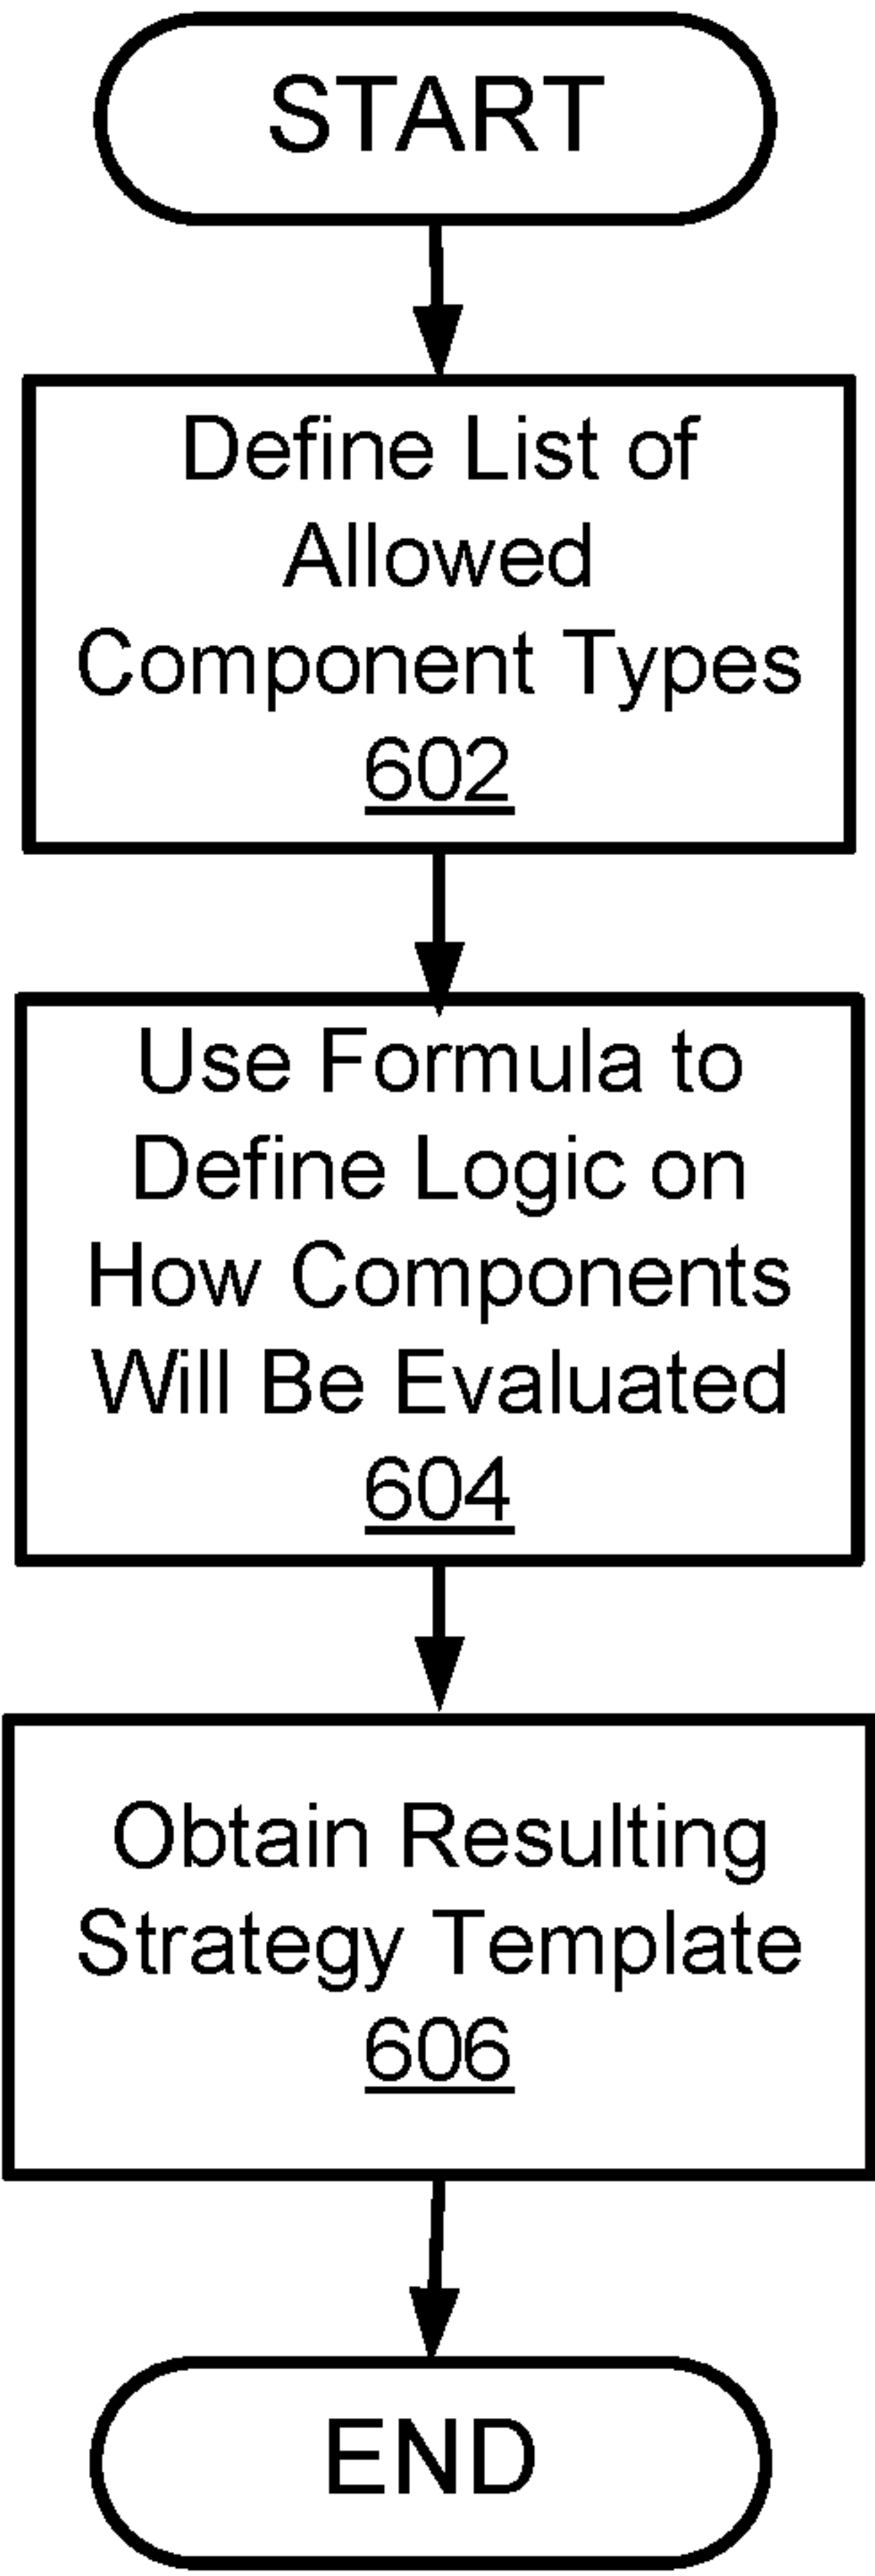 START
Define List of
Allowed
Component Types
602
Use Formula to
Define Logic on
How Components
Will Be Evaluated
604
Obtain Resulting
Strategy Template
606
END